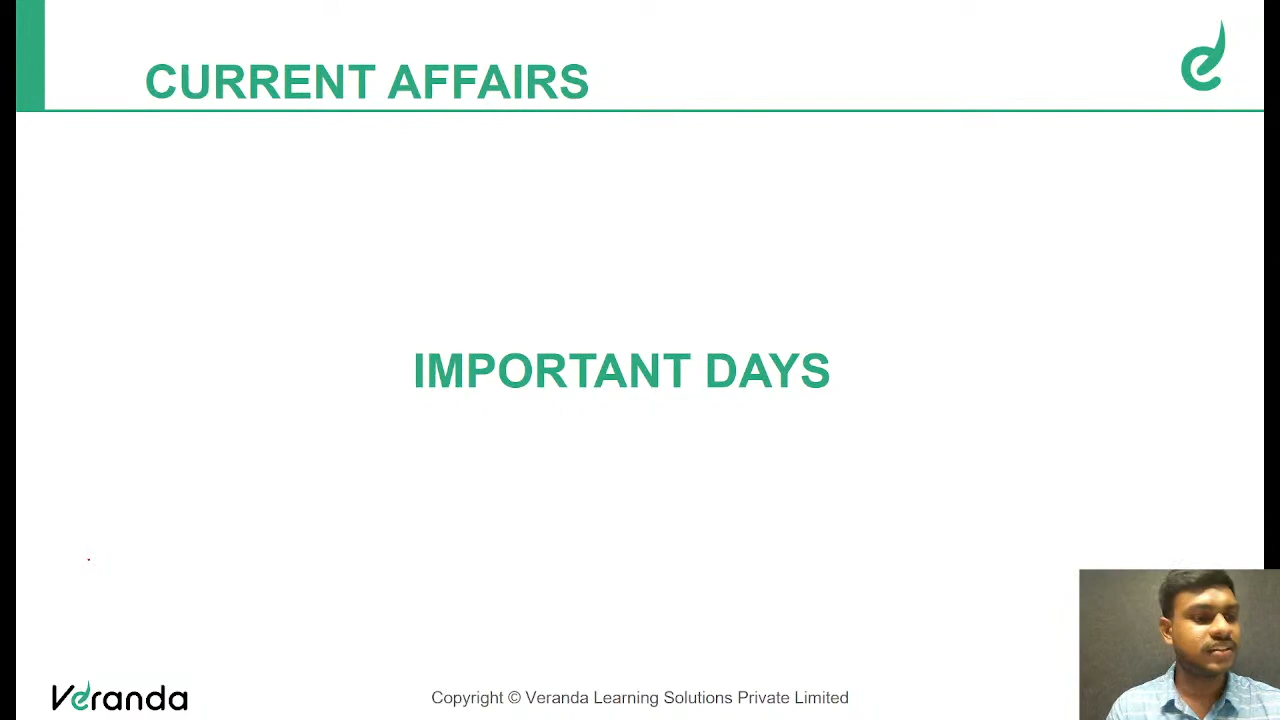 CURRENT AFFAIRS
IMPORTANT DAYS
Veranda
Copyright © Veranda Learning Solutions Private Limited